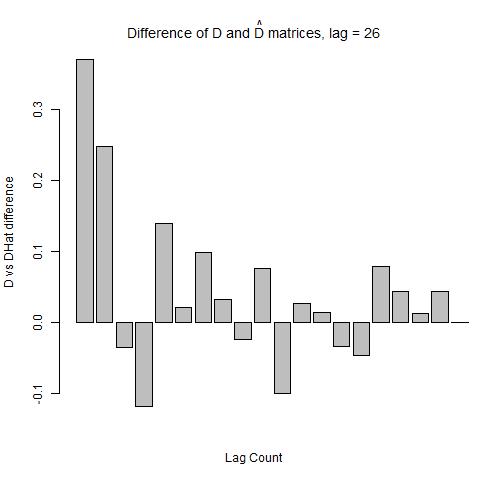 Difference of D and D̂ matrices, lag = 26
0.3
0.2
0.1
0.0
-0.1
D vs DHat difference
Lag Count